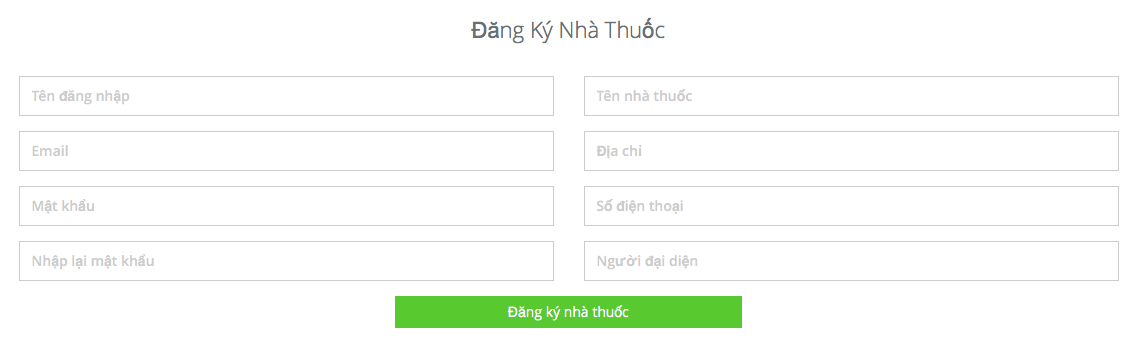 Đăng Ký Nhà Thuốc
Tên đăng nhập
Tên nhà thuốc
Email
Địa chỉ
Mật khẩu
Số điện thoại
Nhập lại mật khẩu
Người đại diện
Đăng ký nhà thuốc